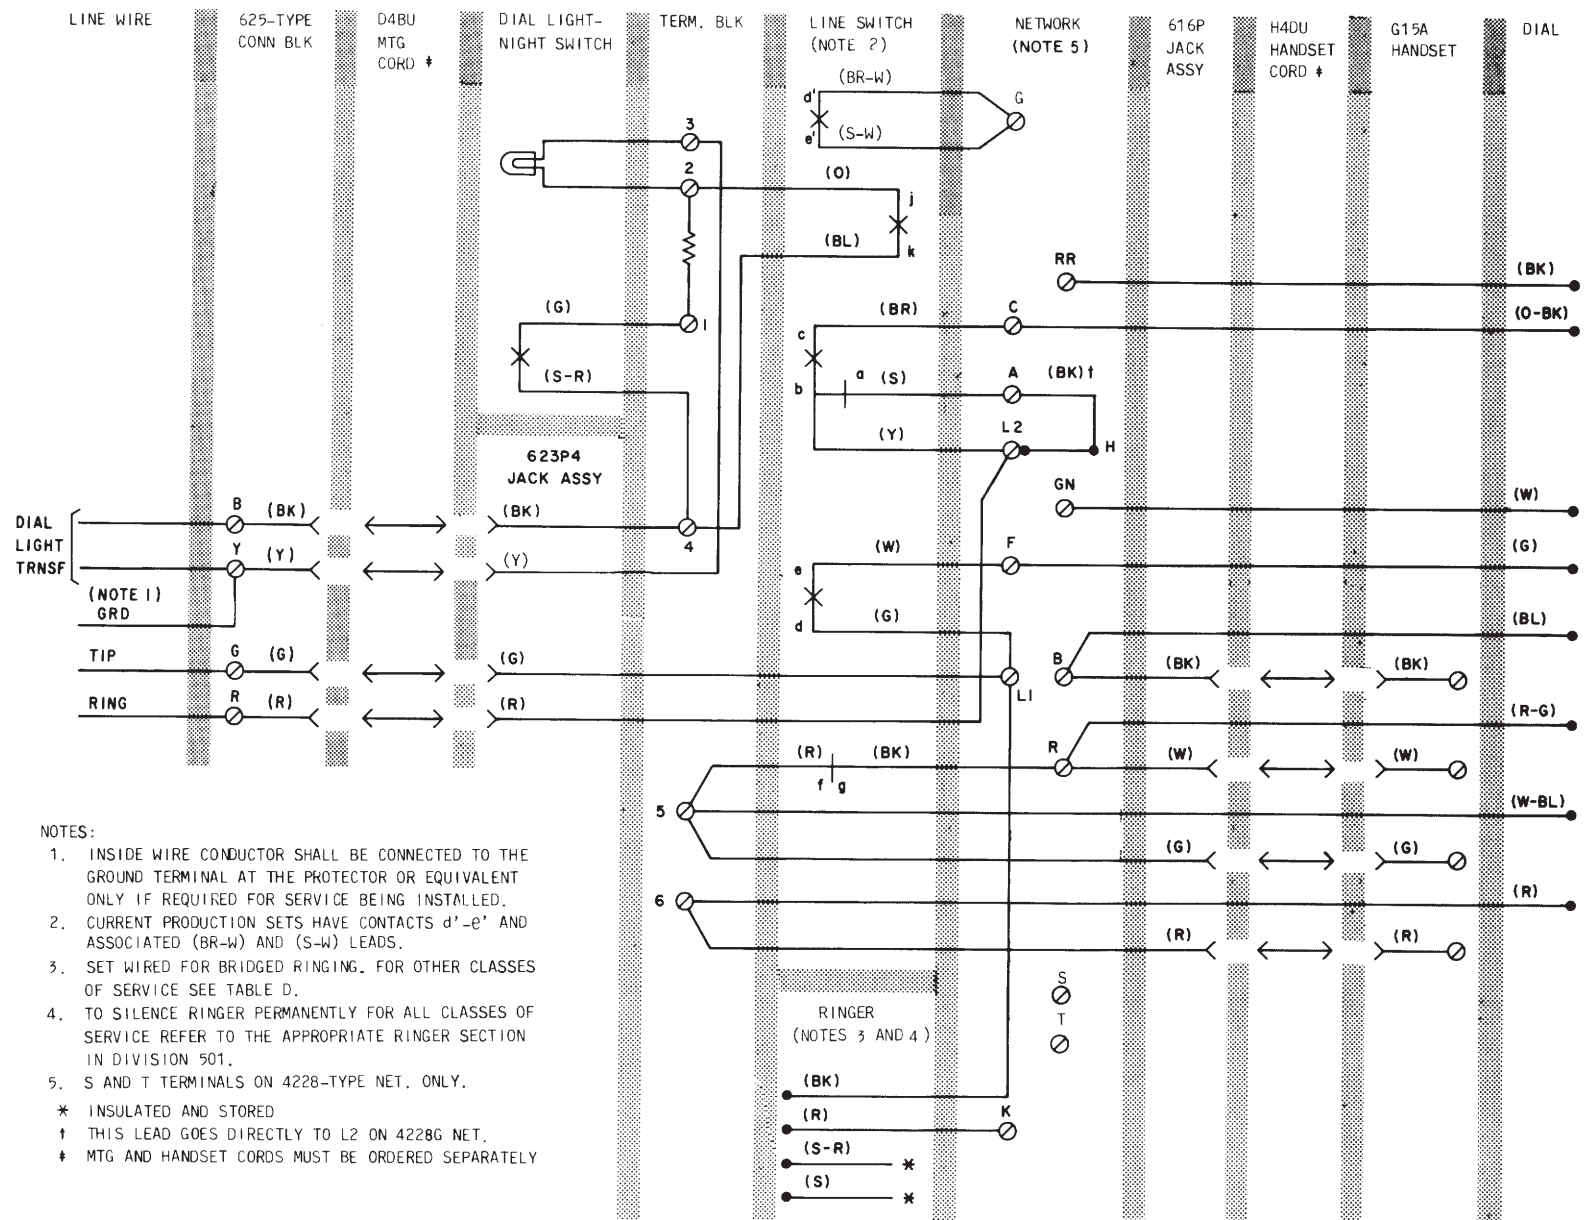 LINE WIRE
625-TYPE
CONN BLK
D4BU
MTG
CORD ‡
DIAL LIGHT-
NIGHT SWITCH
TERM. BLK
LINE SWITCH
(NOTE 2)
NETWORK
(NOTE 5)
616P
JACK
ASSY
H4DU
HANDSET
CORD ‡
G15A
HANDSET
DIAL
(BR-W)
d'
G
e'
(S-W)
3
2
(O)
j
(BL)
k
RR
(BK)
(G)
1
(BR)
C
(O-BK)
c
(S-R)
a
(S)
A
(BK)†
b
(Y)
L2
H
623P4
JACK ASSY
GN
(W)
DIAL
LIGHT
TRNSF
B
(BK)
(BK)
4
Y
(Y)
(Y)
(W)
F
(G)
e
(NOTE 1)
GRD
d
(G)
(BL)
TIP
G
(G)
(G)
L1
B
(BK)
(BK)
RING
R
(R)
(R)
(R-G)
(R)
(BK)
f
g
R
(W)
(W)
5
(W-BL)
(G)
(G)
6
(R)
(R)
(R)
S
T
RINGER
(NOTES 3 AND 4)
(BK)
(R)
K
(S-R)
*
(S)
*
NOTES:
1. INSIDE WIRE CONDUCTOR SHALL BE CONNECTED TO THE
GROUND TERMINAL AT THE PROTECTOR OR EQUIVALENT
ONLY IF REQUIRED FOR SERVICE BEING INSTALLED.
2. CURRENT PRODUCTION SETS HAVE CONTACTS d'-e' AND
ASSOCIATED (BR-W) AND (S-W) LEADS.
3. SET WIRED FOR BRIDGED RINGING. FOR OTHER CLASSES
OF SERVICE SEE TABLE D.
4. TO SILENCE RINGER PERMANENTLY FOR ALL CLASSES OF
SERVICE REFER TO THE APPROPRIATE RINGER SECTION
IN DIVISION 501.
5. S AND T TERMINALS ON 4228-TYPE NET. ONLY.
* INSULATED AND STORED
† THIS LEAD GOES DIRECTLY TO L2 ON 4228G NET.
‡ MTG AND HANDSET CORDS MUST BE ORDERED SEPARATELY